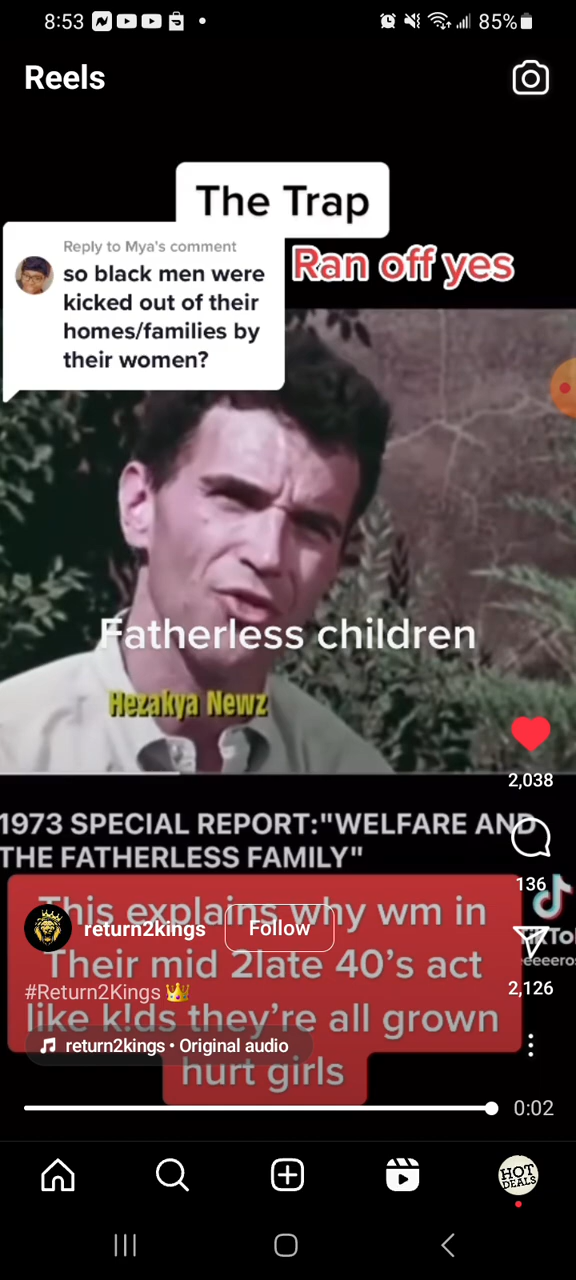 8:53
85%
Reels
The Trap
Reply to Mya's comment
so black men were
kicked out of their
homes/families by
their women?
Ran off yes
Fatherless children
Hezakya Newz
2,038
1973 SPECIAL REPORT:"WELFARE AND
THE FATHERLESS FAMILY"
136
This explains why wm in
return2kings
Follow
Their mid 2late 40's act
2,126
#Return2Kings 👑
like k!ds they're all grown
return2kings • Original audio
hurt girls
0:02
HOT
DEALS